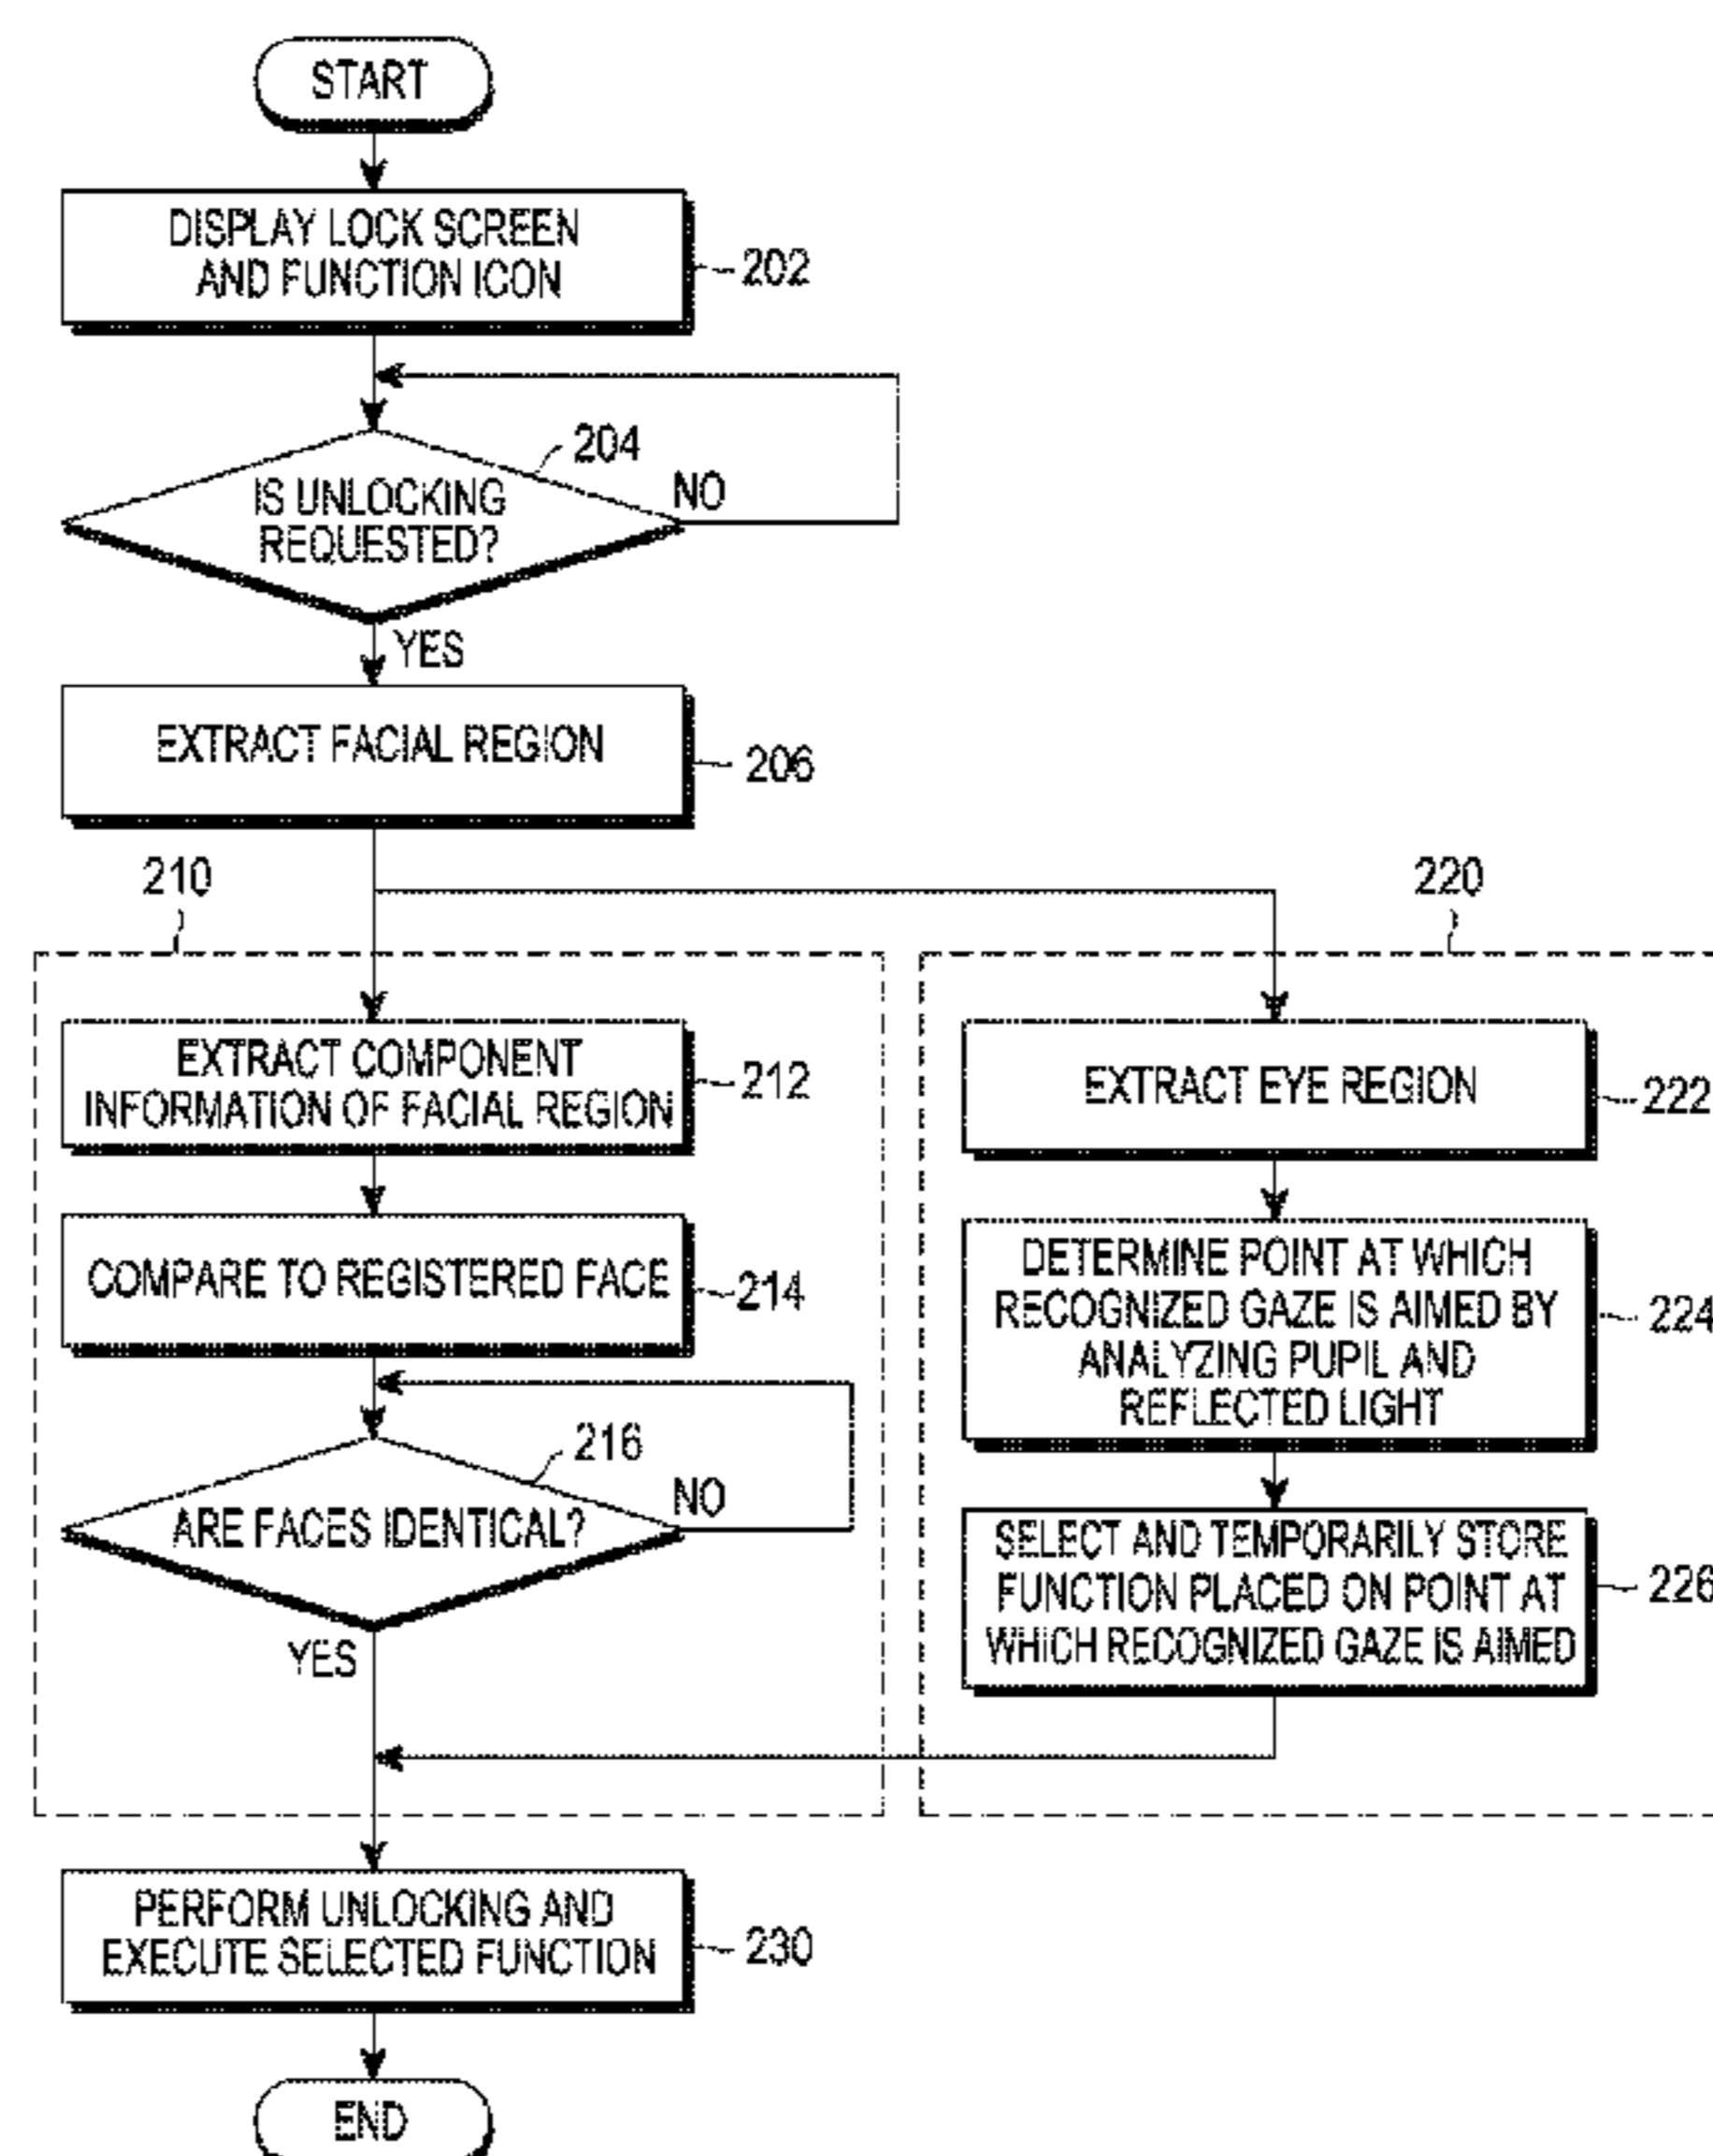 START
DISPLAY LOCK SCREEN
AND FUNCTION ICON
202
204
IS UNLOCKING
REQUESTED?
NO
YES
EXTRACT FACIAL REGION
206
210
220
EXTRACT COMPONENT
INFORMATION OF FACIAL REGION
212
EXTRACT EYE REGION
222
COMPARE TO REGISTERED FACE
214
DETERMINE POINT AT WHICH
RECOGNIZED GAZE IS AIMED BY
ANALYZING PUPIL AND
REFLECTED LIGHT
224
216
ARE FACES IDENTICAL?
NO
YES
SELECT AND TEMPORARILY STORE
FUNCTION PLACED ON POINT AT
WHICH RECOGNIZED GAZE IS AIMED
226
PERFORM UNLOCKING AND
EXECUTE SELECTED FUNCTION
230
END